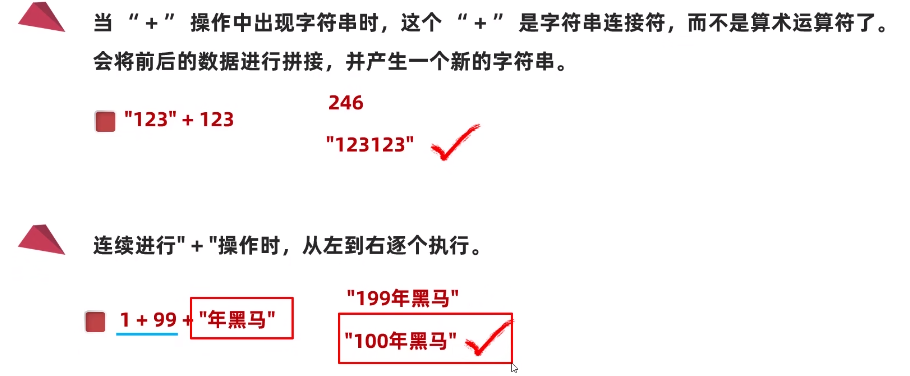 当 “ + ” 操作中出现字符串时，这个 “ + ” 是字符串连接符，而不是算术运算符了。
会将前后的数据进行拼接，并产生一个新的字符串。
"123" + 123
246
"123123"
连续进行" + "操作时，从左到右逐个执行。
1 + 99 + "年黑马"
"199年黑马"
"100年黑马"